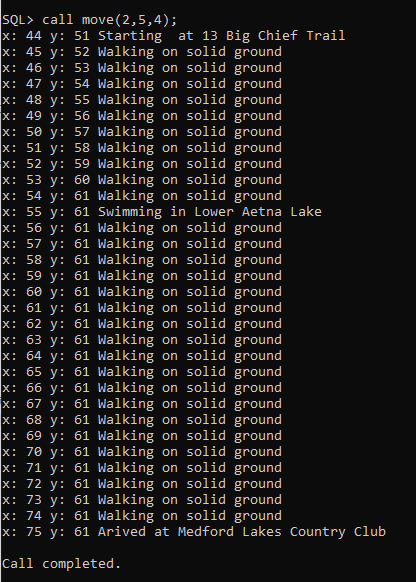 SQL> call move(2,5,4);
x: 44 y: 51 Starting  at 13 Big Chief Trail
x: 45 y: 52 Walking on solid ground
x: 46 y: 53 Walking on solid ground
x: 47 y: 54 Walking on solid ground
x: 48 y: 55 Walking on solid ground
x: 49 y: 56 Walking on solid ground
x: 50 y: 57 Walking on solid ground
x: 51 y: 58 Walking on solid ground
x: 52 y: 59 Walking on solid ground
x: 53 y: 60 Walking on solid ground
x: 54 y: 61 Walking on solid ground
x: 55 y: 61 Swimming in Lower Aetna Lake
x: 56 y: 61 Walking on solid ground
x: 57 y: 61 Walking on solid ground
x: 58 y: 61 Walking on solid ground
x: 59 y: 61 Walking on solid ground
x: 60 y: 61 Walking on solid ground
x: 61 y: 61 Walking on solid ground
x: 62 y: 61 Walking on solid ground
x: 63 y: 61 Walking on solid ground
x: 64 y: 61 Walking on solid ground
x: 65 y: 61 Walking on solid ground
x: 66 y: 61 Walking on solid ground
x: 67 y: 61 Walking on solid ground
x: 68 y: 61 Walking on solid ground
x: 69 y: 61 Walking on solid ground
x: 70 y: 61 Walking on solid ground
x: 71 y: 61 Walking on solid ground
x: 72 y: 61 Walking on solid ground
x: 73 y: 61 Walking on solid ground
x: 74 y: 61 Walking on solid ground
x: 75 y: 61 Arived at Medford Lakes Country Club
Call completed.